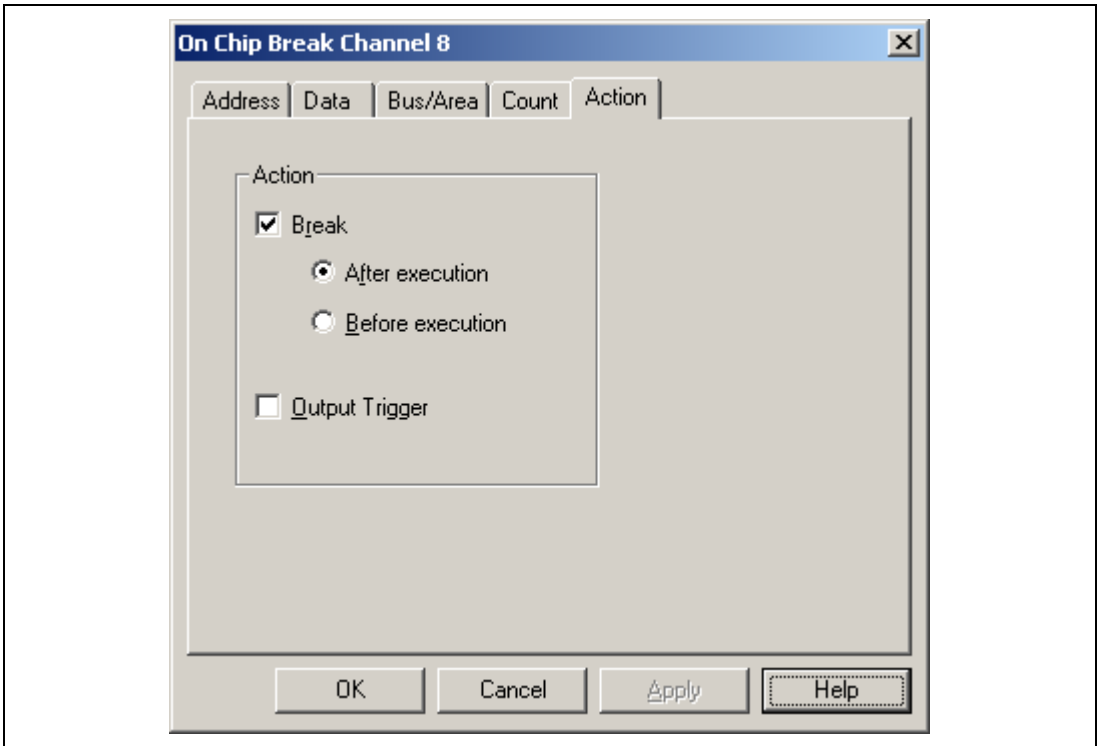 On Chip Break Channel 8
Address Data Bus/Area Count Action
Action
Break
After execution
Before execution
Output Trigger
OK Cancel Apply Help